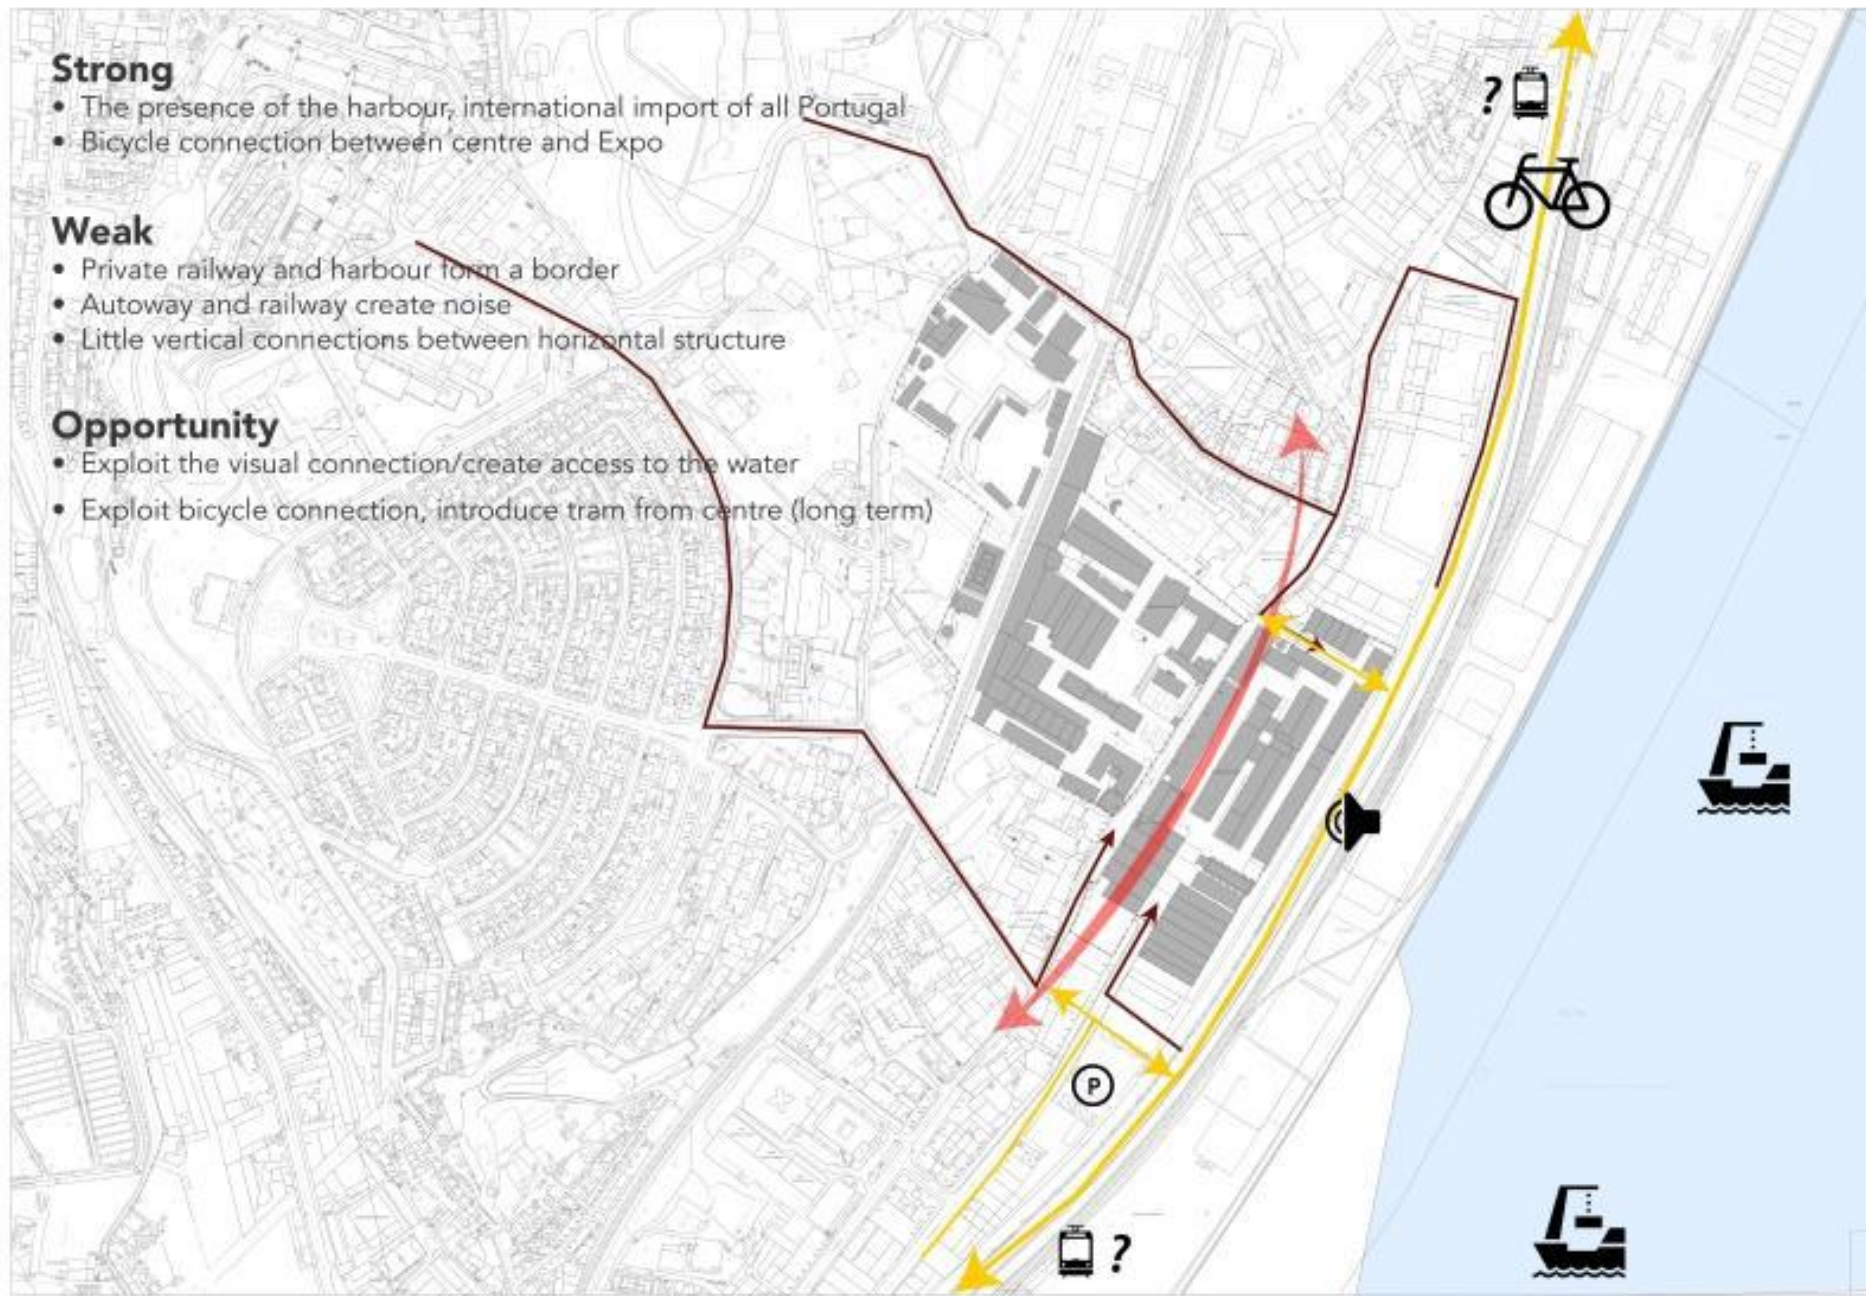 Strong
• The presence of the harbour, international import of all Portugal
• Bicycle connection between centre and Expo
Weak
• Private railway and harbour form a border
• Autoway and railway create noise
• Little vertical connections between horizontal structure
Opportunity
• Exploit the visual connection/create access to the water
• Exploit bicycle connection, introduce tram from centre (long term)
?
P
?